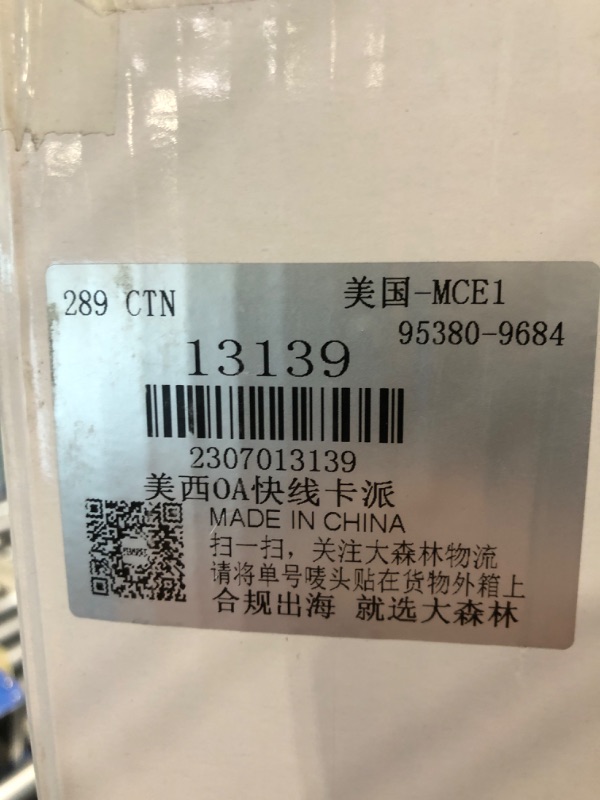 289 CTN
美国-MCE1
95380-9684
13139
2307013139
美西OA快线卡派
MADE IN CHINA
扫一扫，关注大森林物流
请将单号唛头贴在货物外箱上
合规出海 就选大森林